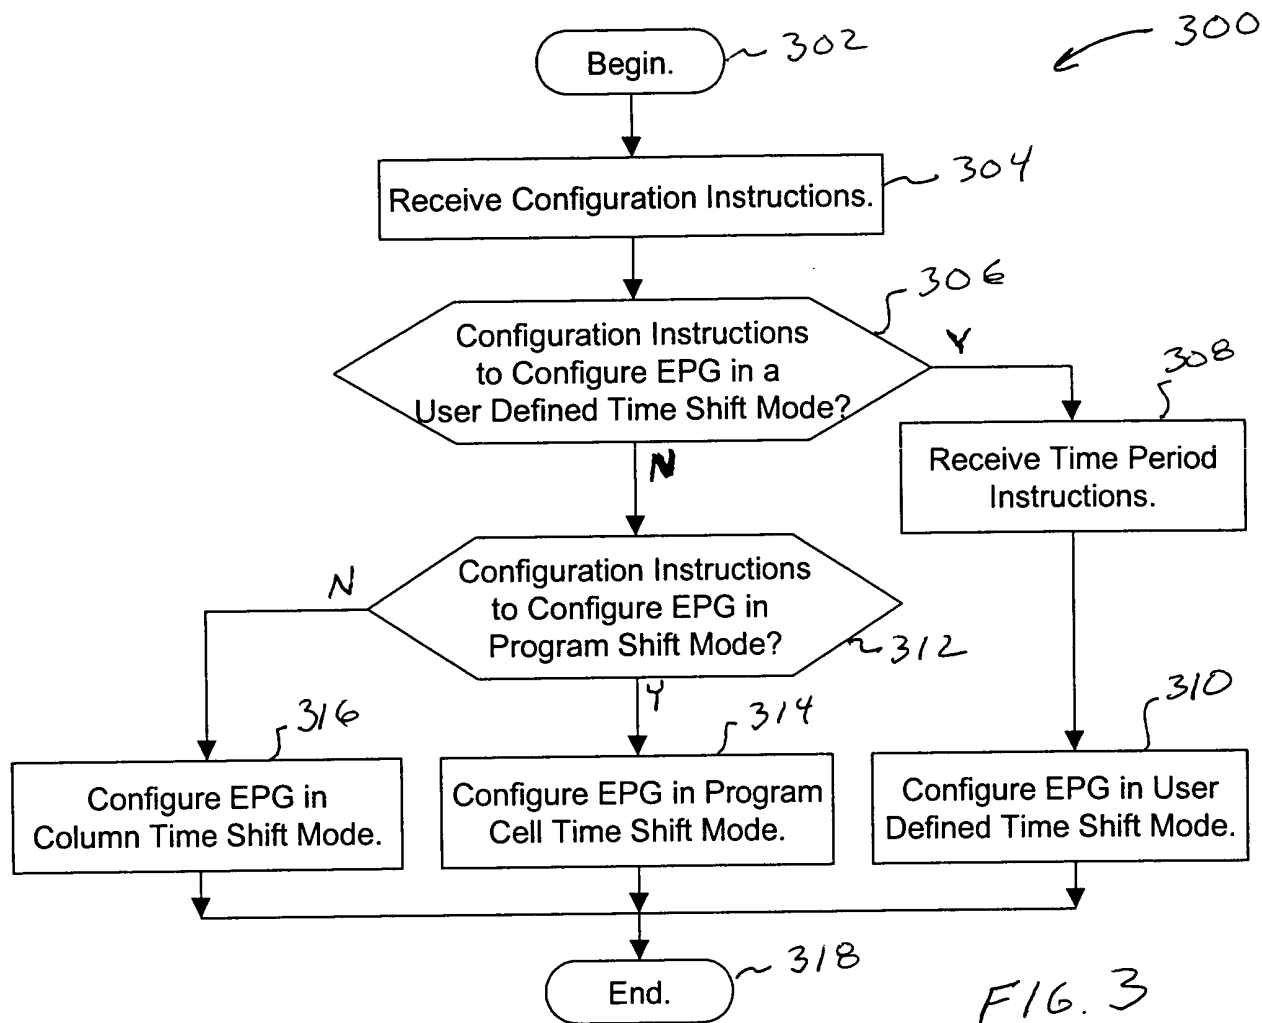 300
Begin.
302
Receive Configuration Instructions.
304
306
Configuration Instructions
to Configure EPG in a
User Defined Time Shift Mode?
Y
308
Receive Time Period
Instructions.
N
N
Configuration Instructions
to Configure EPG in
Program Shift Mode?
312
Y
316
314
310
Configure EPG in
Column Time Shift Mode.
Configure EPG in Program
Cell Time Shift Mode.
Configure EPG in User
Defined Time Shift Mode.
End.
318
FIG. 3